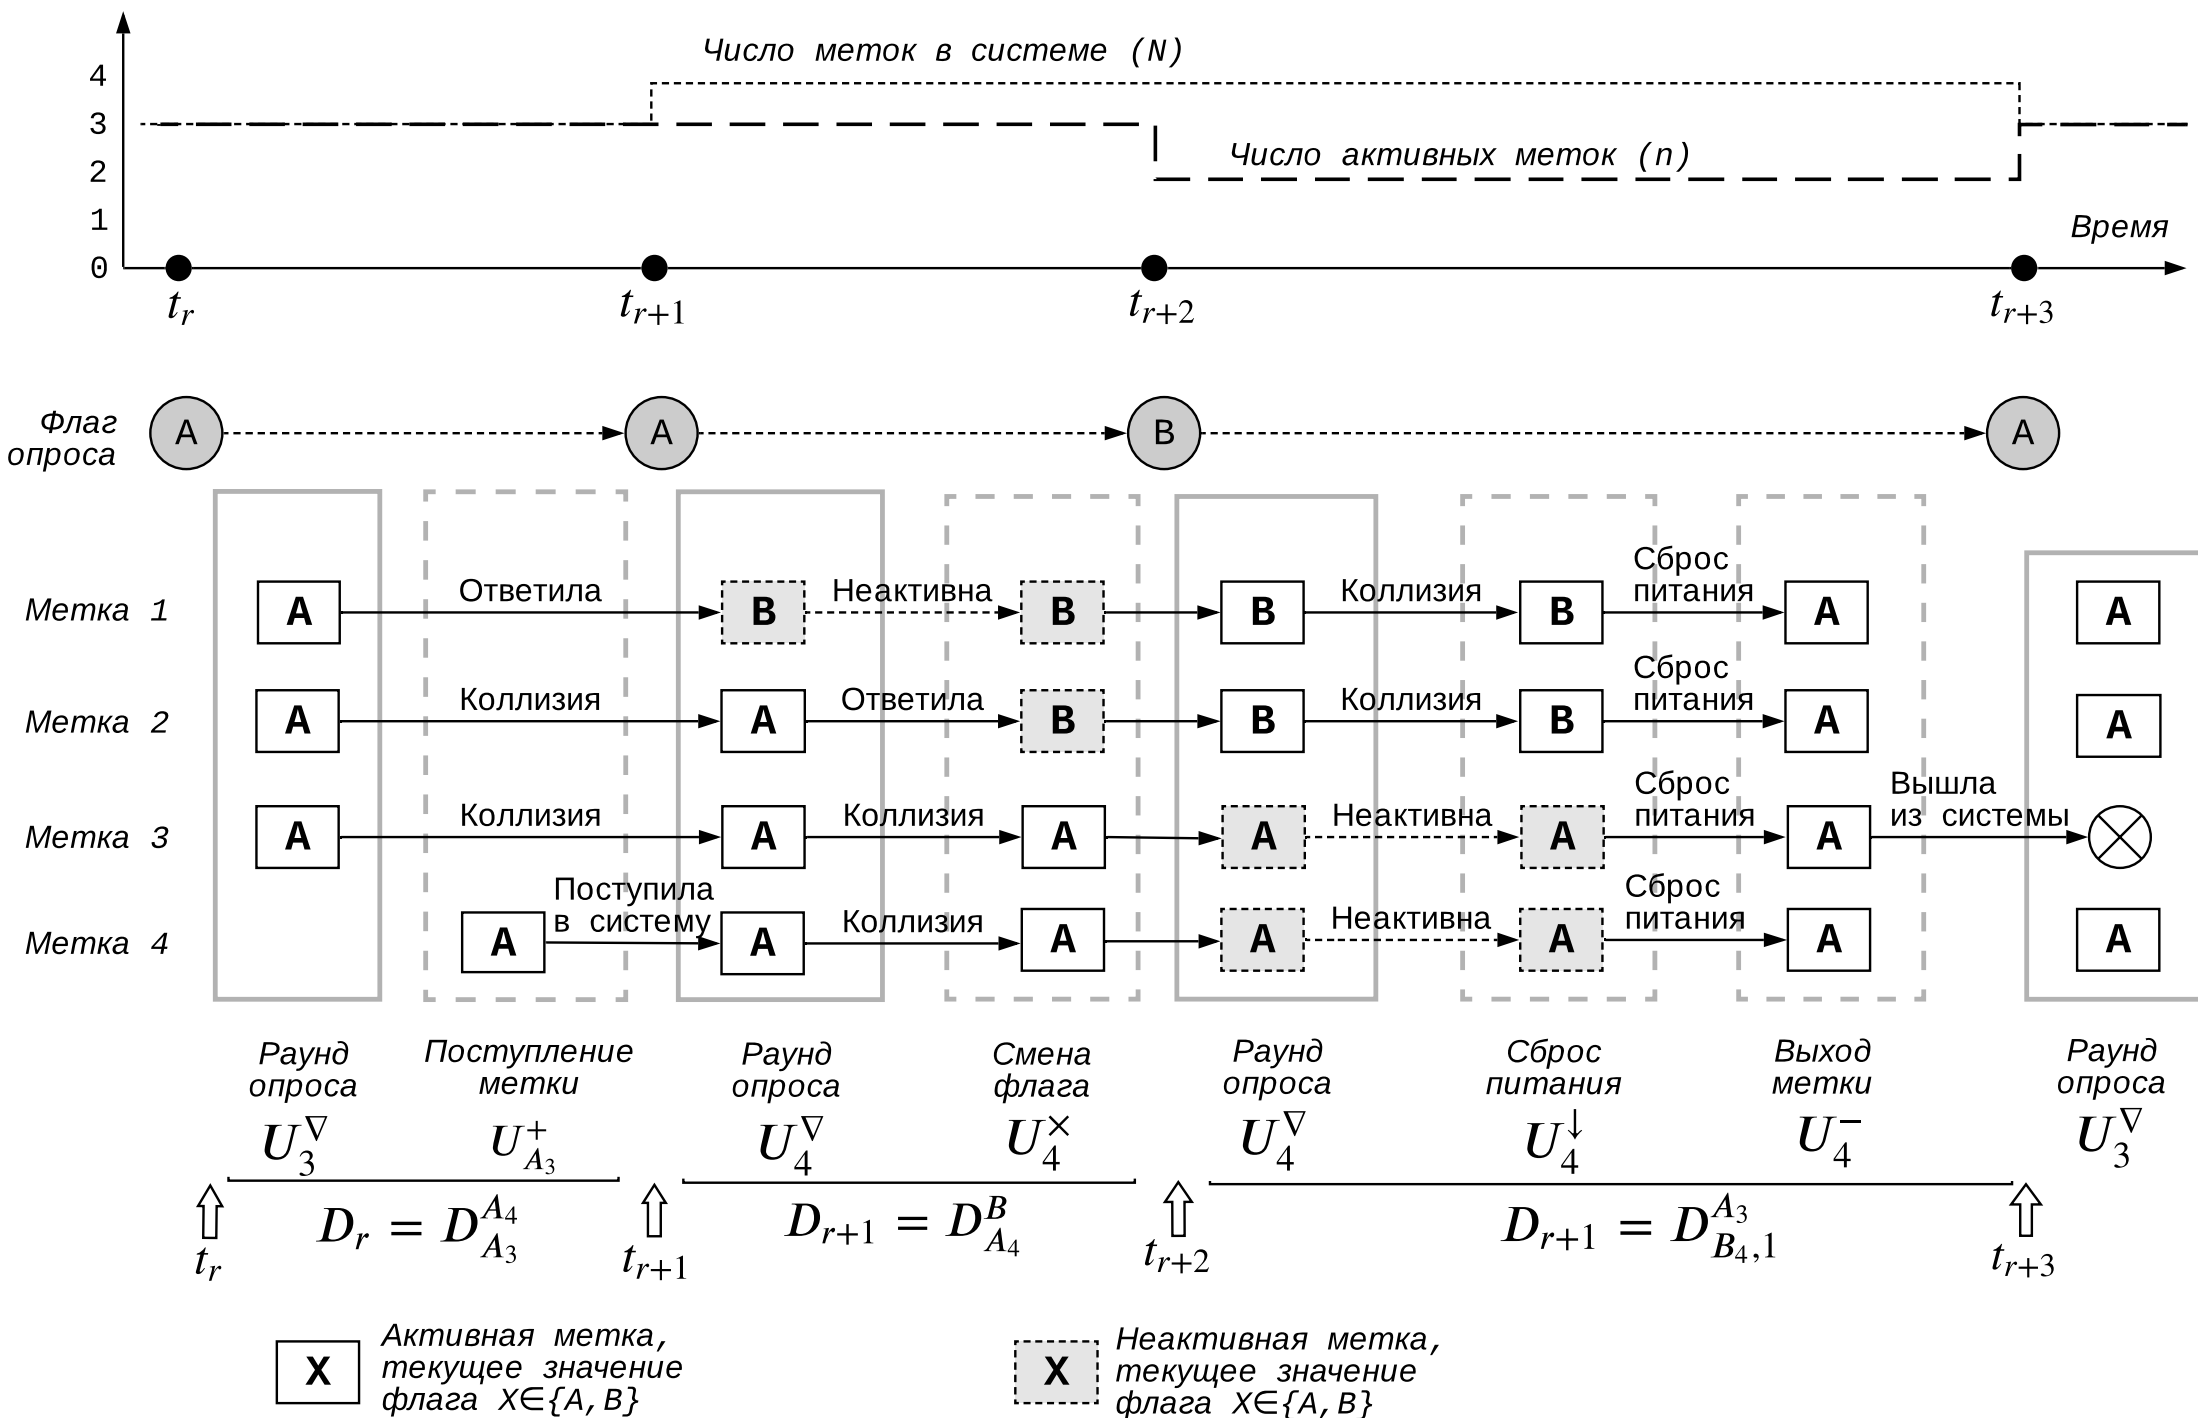 Число меток в системе (N)
4
3
2
1
0
Число активных меток (n)
Время
t_r
t_{r+1}
t_{r+2}
t_{r+3}
Флаг
опроса
A
A
B
A
Метка 1
A
Ответила
B
Неактивна
B
B
Коллизия
B
Сброс
питания
A
A
Метка 2
A
Коллизия
A
Ответила
B
B
Коллизия
B
Сброс
питания
A
A
Метка 3
A
Коллизия
A
Коллизия
A
A
Неактивна
A
Сброс
питания
A
Вышла
из системы
Метка 4
A
Поступила
в систему
A
Коллизия
A
A
Неактивна
A
Сброс
питания
A
A
Раунд
опроса
U_3^∇
Поступление
метки
U_{A_3}^+
Раунд
опроса
U_4^∇
Смена
флага
U_4^×
Раунд
опроса
U_4^∇
Сброс
питания
U_4^↓
Выход
метки
U_4^−
Раунд
опроса
U_3^∇
t_r
D_r = D_{A_3}^{A_4}
t_{r+1}
D_{r+1} = D_{A_4}^B
t_{r+2}
D_{r+1} = D_{B_4,1}^{A_3}
t_{r+3}
X
Активная метка,
текущее значение
флага X∈{A,B}
X
Неактивная метка,
текущее значение
флага X∈{A,B}